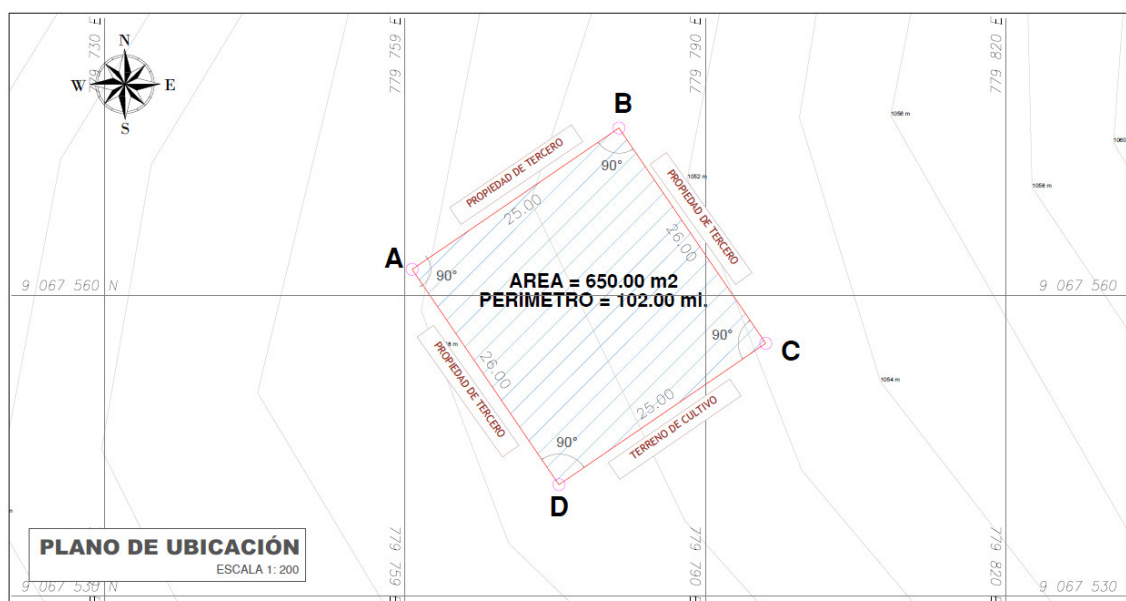 779 730 E
779 759 E
779 790 E
779 820 E
N
W E
S
B
1056 m
1060
PROPIEDAD DE TERCERO
90°
1052 m
PROPIEDAD DE TERCERO
1058 m
25.00
26.00
A
90°
AREA = 650.00 m2
PERIMETRO = 102.00 ml.
9 067 560 N
9 067 560
90°
C
PROPIEDAD DE TERCERO
26.00
1054 m
25.00
TERRENO DE CULTIVO
90°
D
PLANO DE UBICACIÓN
ESCALA 1: 200
779 759
779 790
779 820
9 067 530 N
9 067 530